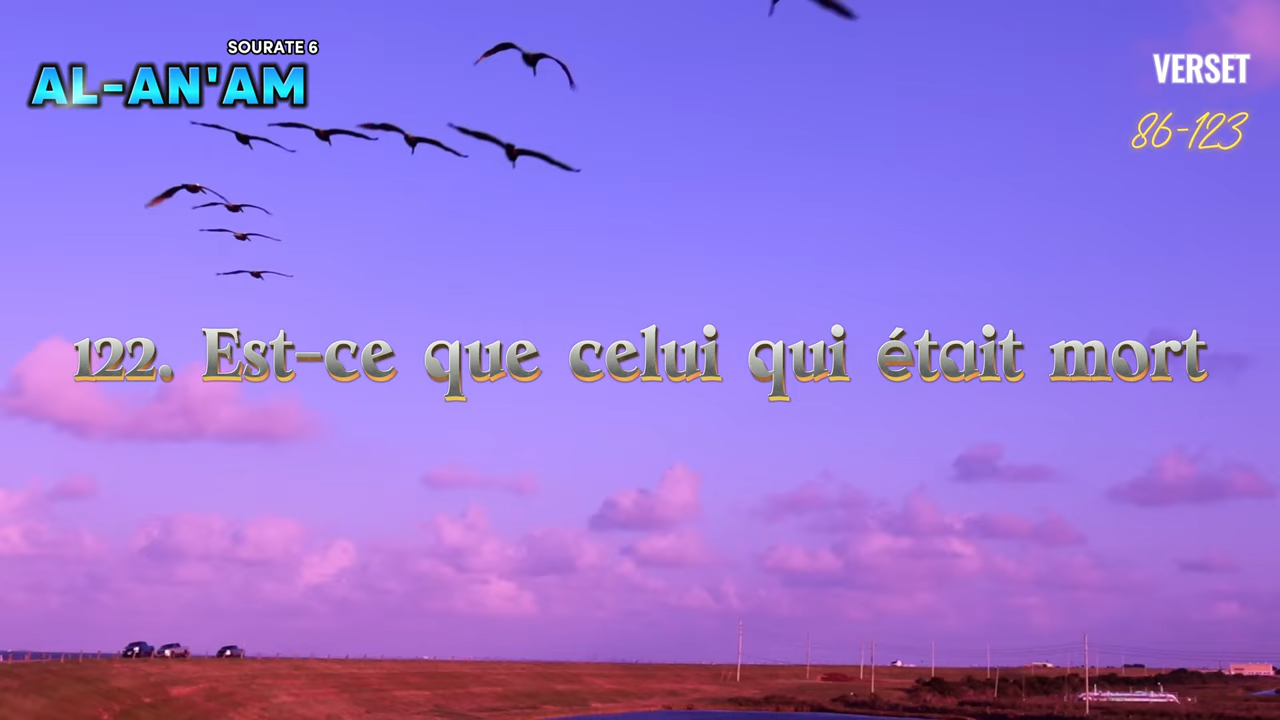 SOURATE 6
AL-AN'AM
VERSET
86-123
122. Est-ce que celui qui était mort